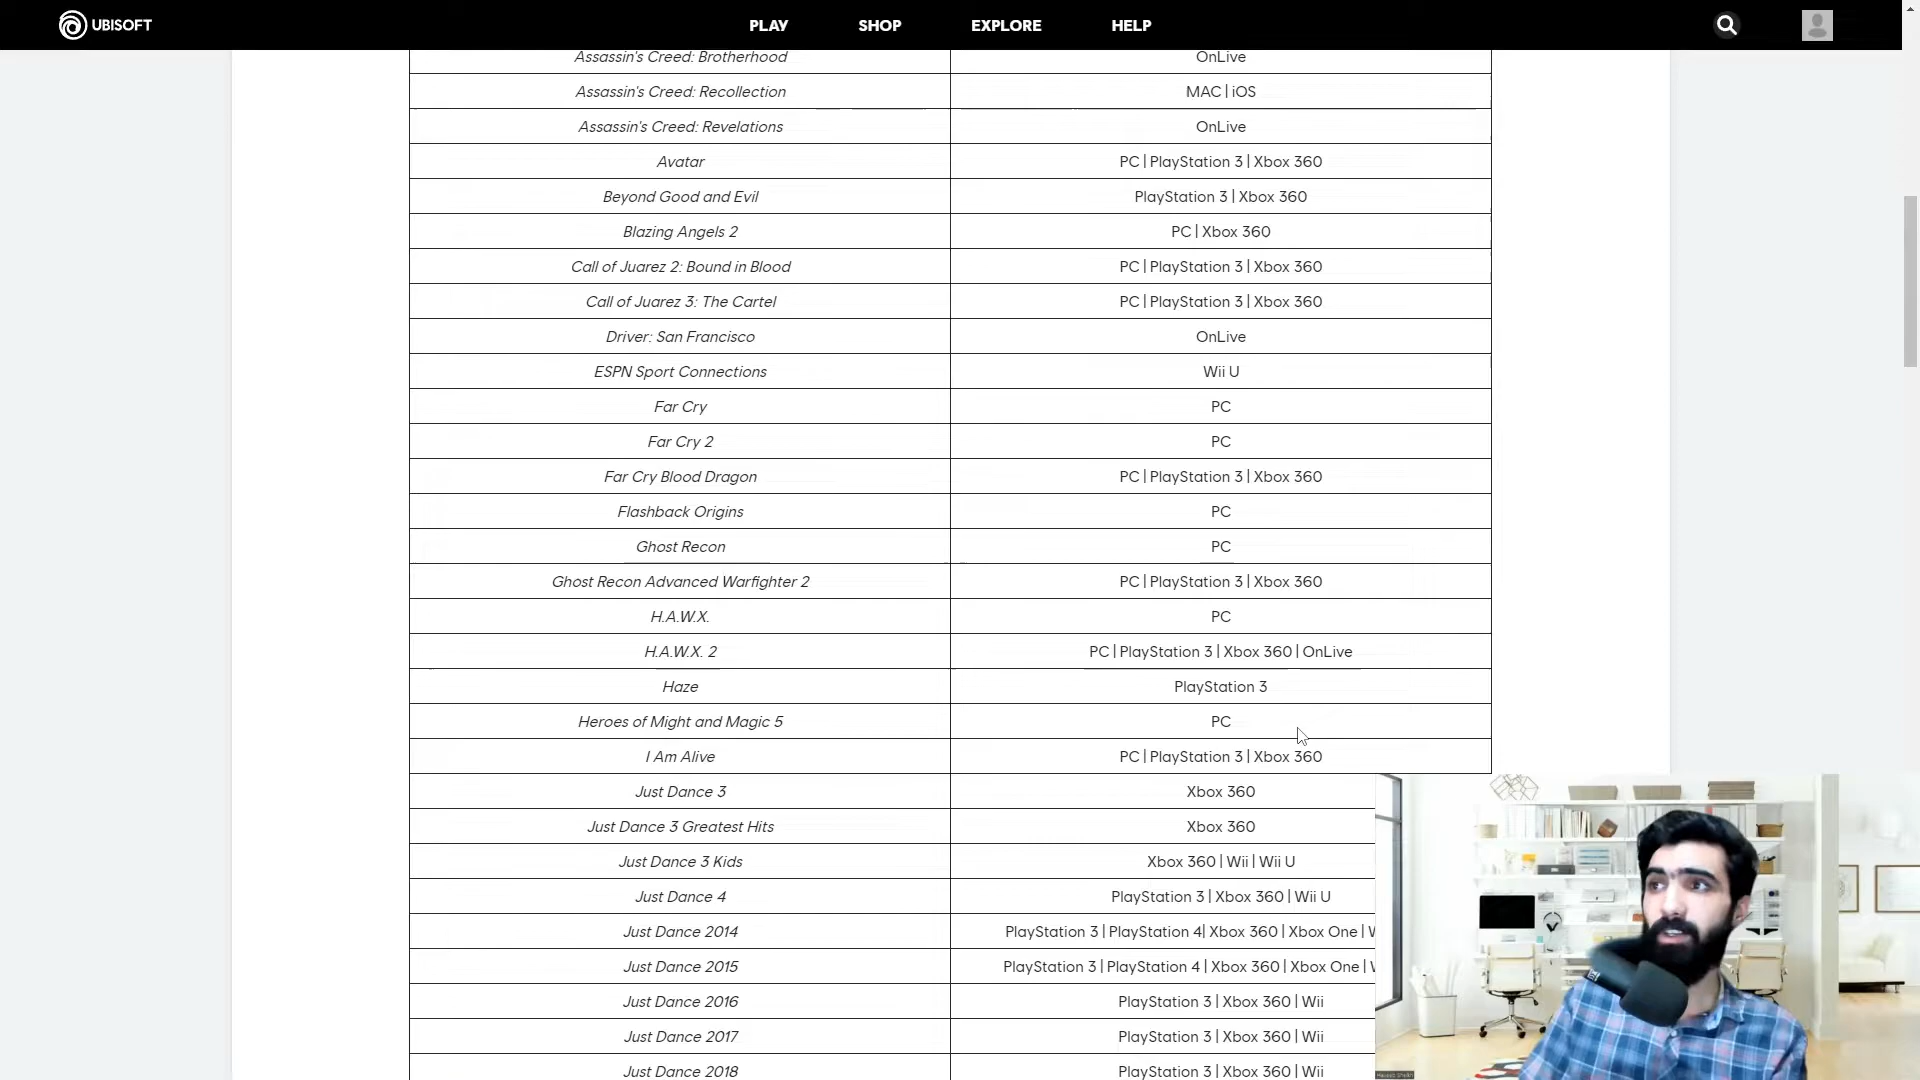 UBISOFT PLAY SHOP EXPLORE HELP
Assassin's Creed: Brotherhood OnLive
Assassin's Creed: Recollection MAC | iOS
Assassin's Creed: Revelations OnLive
Avatar PC | PlayStation 3 | Xbox 360
Beyond Good and Evil PlayStation 3 | Xbox 360
Blazing Angels 2 PC | Xbox 360
Call of Juarez 2: Bound in Blood PC | PlayStation 3 | Xbox 360
Call of Juarez 3: The Cartel PC | PlayStation 3 | Xbox 360
Driver: San Francisco OnLive
ESPN Sport Connections Wii U
Far Cry PC
Far Cry 2 PC
Far Cry Blood Dragon PC | PlayStation 3 | Xbox 360
Flashback Origins PC
Ghost Recon PC
Ghost Recon Advanced Warfighter 2 PC | PlayStation 3 | Xbox 360
H.A.W.X. PC
H.A.W.X. 2 PC | PlayStation 3 | Xbox 360 | OnLive
Haze PlayStation 3
Heroes of Might and Magic 5 PC
I Am Alive PC | PlayStation 3 | Xbox 360
Just Dance 3 Xbox 360
Just Dance 3 Greatest Hits Xbox 360
Just Dance 3 Kids Xbox 360 | Wii | Wii U
Just Dance 4 PlayStation 3 | Xbox 360 | Wii U
Just Dance 2014 PlayStation 3 | PlayStation 4| Xbox 360 | Xbox One |
Just Dance 2015 PlayStation 3 | PlayStation 4 | Xbox 360 | Xbox One |
Just Dance 2016 PlayStation 3 | Xbox 360 | Wii
Just Dance 2017 PlayStation 3 | Xbox 360 | Wii
Just Dance 2018 PlayStation 3 | Xbox 360 | Wii